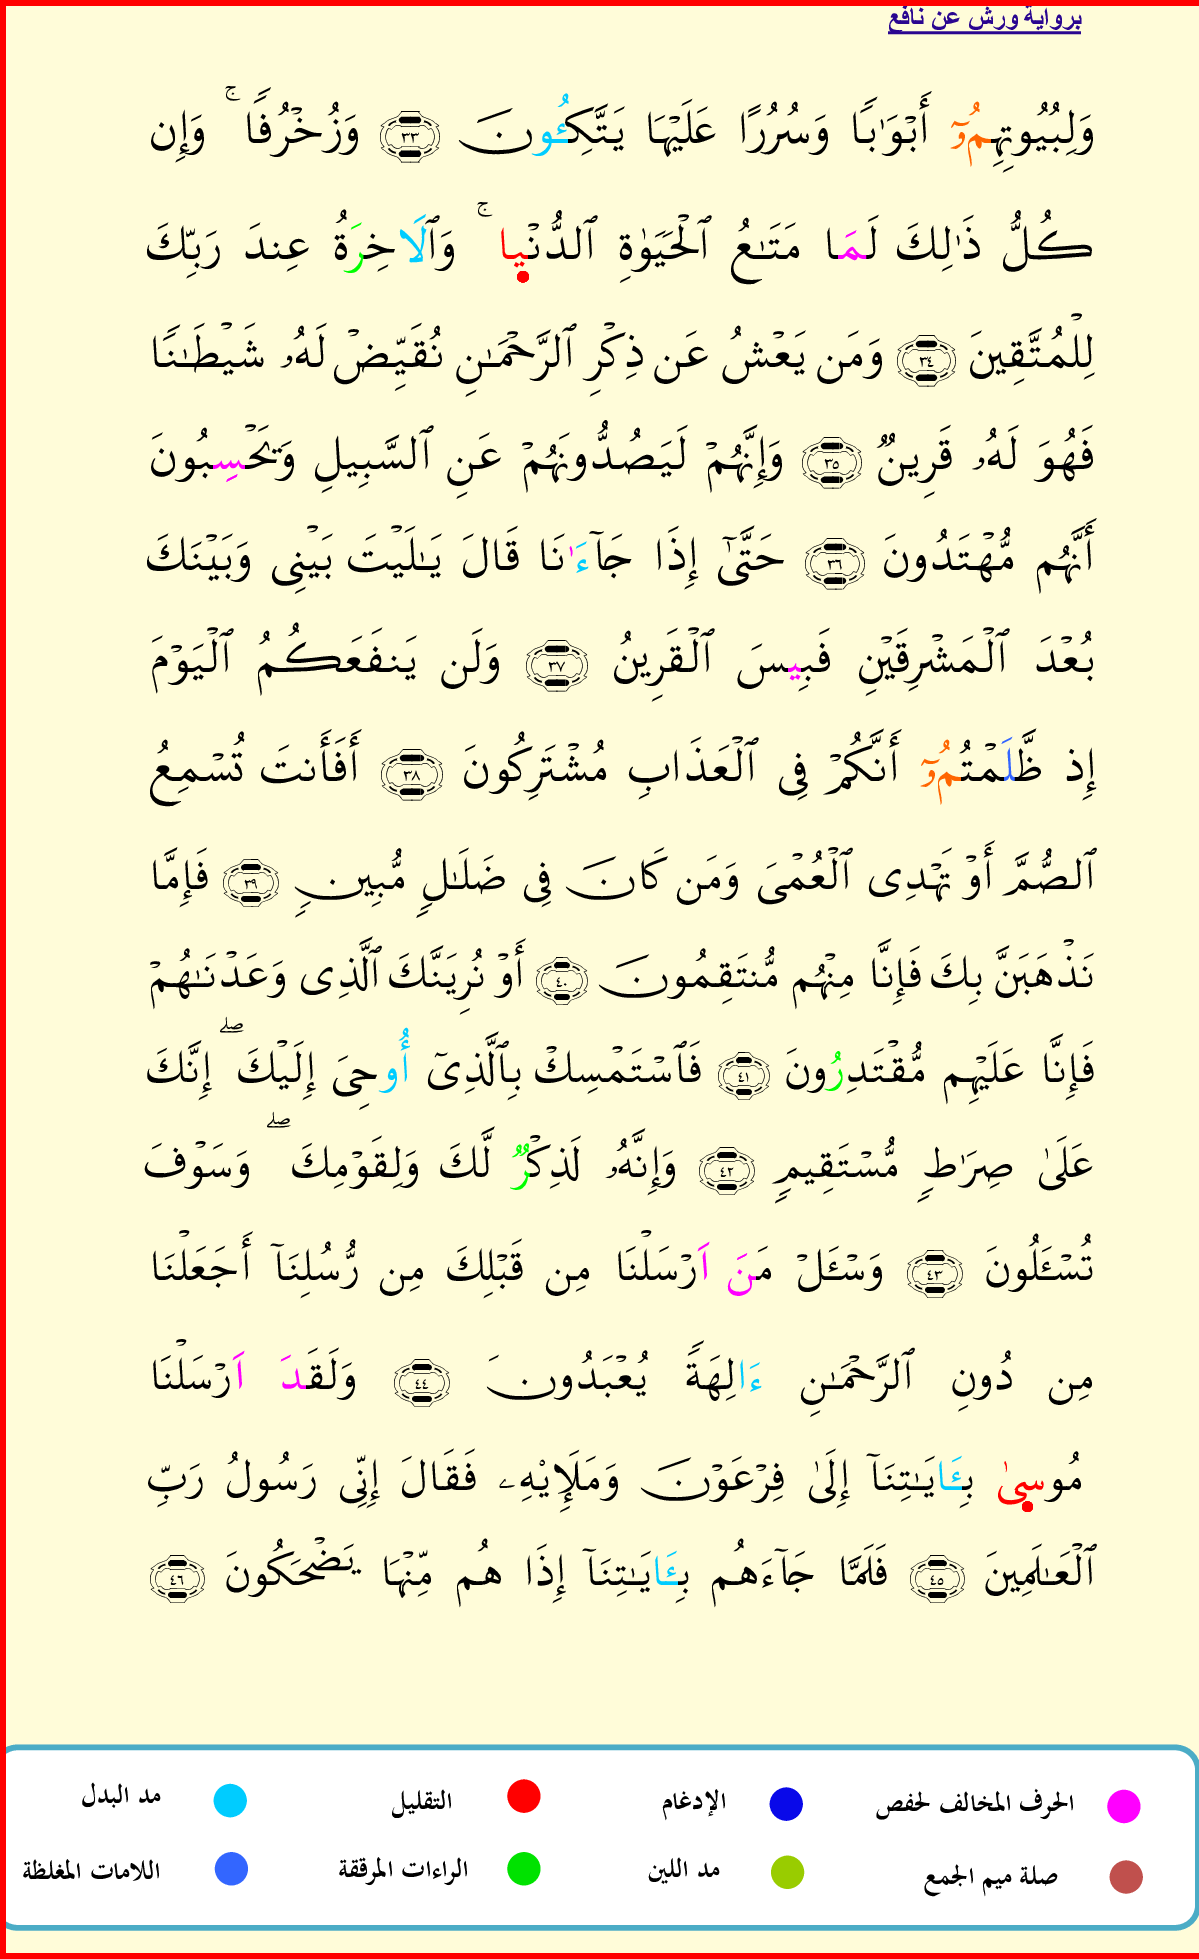 برواية ورش عن نافع
وَلِبُيُوتِهِمُۥٓ أَبْوَٰبًا وَسُرُرًا عَلَيْهَا يَتَّكِـُٔونَ ٣٣ وَزُخْرُفًا ۚ وَإِن
كُلُّ ذَٰلِكَ لَمَا مَتَٰعُ ٱلْحَيَوٰةِ ٱلدُّنْيا ۚ وَٱلَاخِرَةُ عِندَ رَبِّكَ
لِلْمُتَّقِينَ ٣٤ وَمَن يَعْشُ عَن ذِكْرِ ٱلرَّحْمَٰنِ نُقَيِّضْ لَهُۥ شَيْطَٰنًا
فَهُوَ لَهُۥ قَرِينٌ ٣٥ وَإِنَّهُمْ لَيَصُدُّونَهُمْ عَنِ ٱلسَّبِيلِ وَيَحْسِبُونَ
أَنَّهُم مُّهْتَدُونَ ٣٦ حَتَّىٰٓ إِذَا جَآءَٰنَا قَالَ يَٰلَيْتَ بَيْنِى وَبَيْنَكَ
بُعْدَ ٱلْمَشْرِقَيْنِ فَبِيسَ ٱلْقَرِينُ ٣٧ وَلَن يَنفَعَكُمُ ٱلْيَوْمَ
إِذ ظَّلَمْتُمُۥٓ أَنَّكُمْ فِى ٱلْعَذَابِ مُشْتَرِكُونَ ٣٨ أَفَأَنتَ تُسْمِعُ
ٱلصُّمَّ أَوْ تَهْدِى ٱلْعُمْىَ وَمَن كَانَ فِى ضَلَٰلٍ مُّبِينٍ ٣٩ فَإِمَّا
نَذْهَبَنَّ بِكَ فَإِنَّا مِنْهُم مُّنتَقِمُونَ ٤٠ أَوْ نُرِيَنَّكَ ٱلَّذِى وَعَدْنَٰهُمْ
فَإِنَّا عَلَيْهِم مُّقْتَدِرُونَ ٤١ فَٱسْتَمْسِكْ بِٱلَّذِىٓ أُوحِىَ إِلَيْكَ ۖ إِنَّكَ
عَلَىٰ صِرَٰطٍ مُّسْتَقِيمٍ ٤٢ وَإِنَّهُۥ لَذِكْرٌ لَّكَ وَلِقَوْمِكَ ۖ وَسَوْفَ
تُسْـَٔلُونَ ٤٣ وَسْـَٔلْ مَنَ اَرْسَلْنَا مِن قَبْلِكَ مِن رُّسُلِنَآ أَجَعَلْنَا
مِن دُونِ ٱلرَّحْمَٰنِ ءَالِهَةً يُعْبَدُونَ ٤٤ وَلَقَدَ اَرْسَلْنَا
مُوسىٰ بِـَٔايَٰتِنَآ إِلَىٰ فِرْعَوْنَ وَمَلَإِيْهِۦ فَقَالَ إِنِّى رَسُولُ رَبِّ
ٱلْعَٰلَمِينَ ٤٥ فَلَمَّا جَآءَهُم بِـَٔايَٰتِنَآ إِذَا هُم مِّنْهَا يَضْحَكُونَ ٤٦
الحرف المخالف لحفص الإدغام التقليل مد البدل
صلة ميم الجمع مد اللين الراءات المرققة اللامات المغلظة